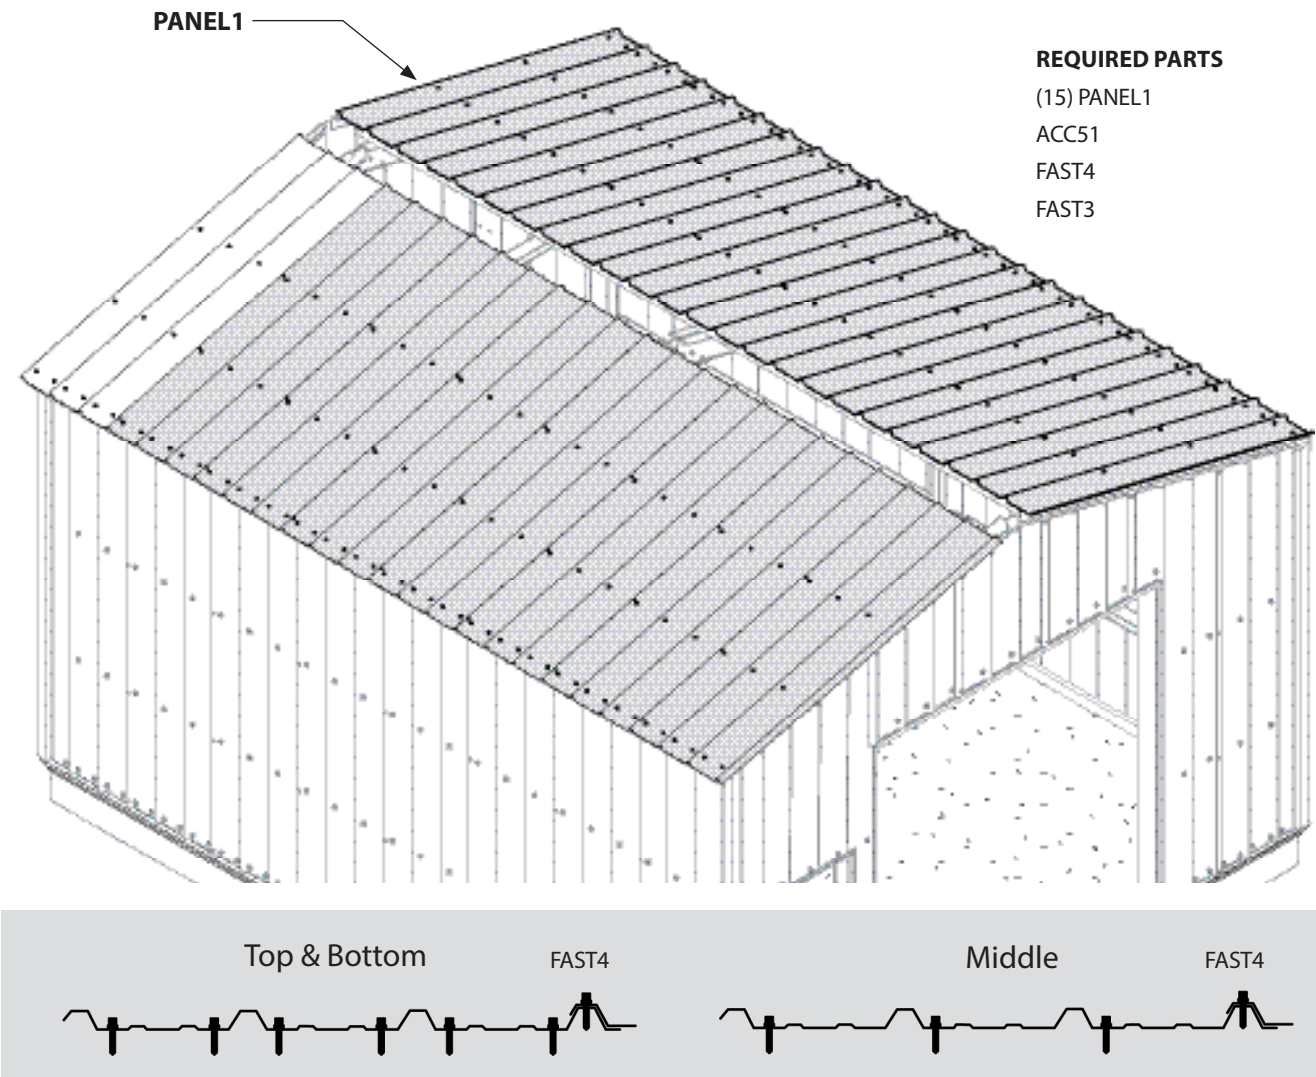 PANEL1
REQUIRED PARTS
(15) PANEL1
ACC51
FAST4
FAST3
Top & Bottom
FAST4
Middle
FAST4